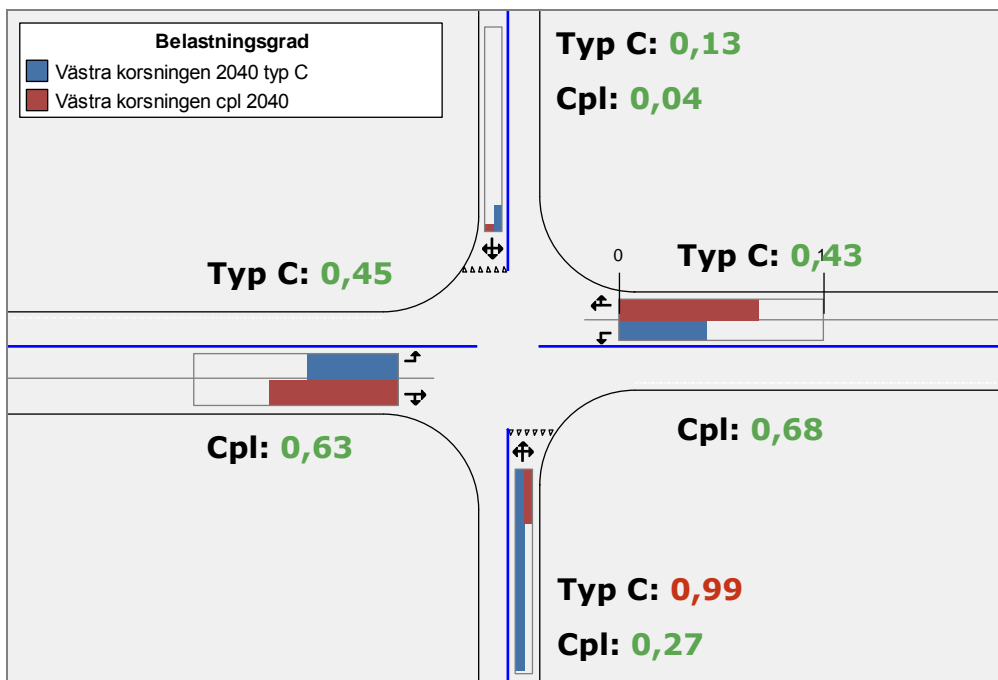 Belastningsgrad
Västra korsningen 2040 typ C
Västra korsningen cpl 2040
Typ C: 0,13
Cpl: 0,04
Typ C: 0,45
0
Typ C: 0,43
1
Cpl: 0,63
Cpl: 0,68
Typ C: 0,99
Cpl: 0,27